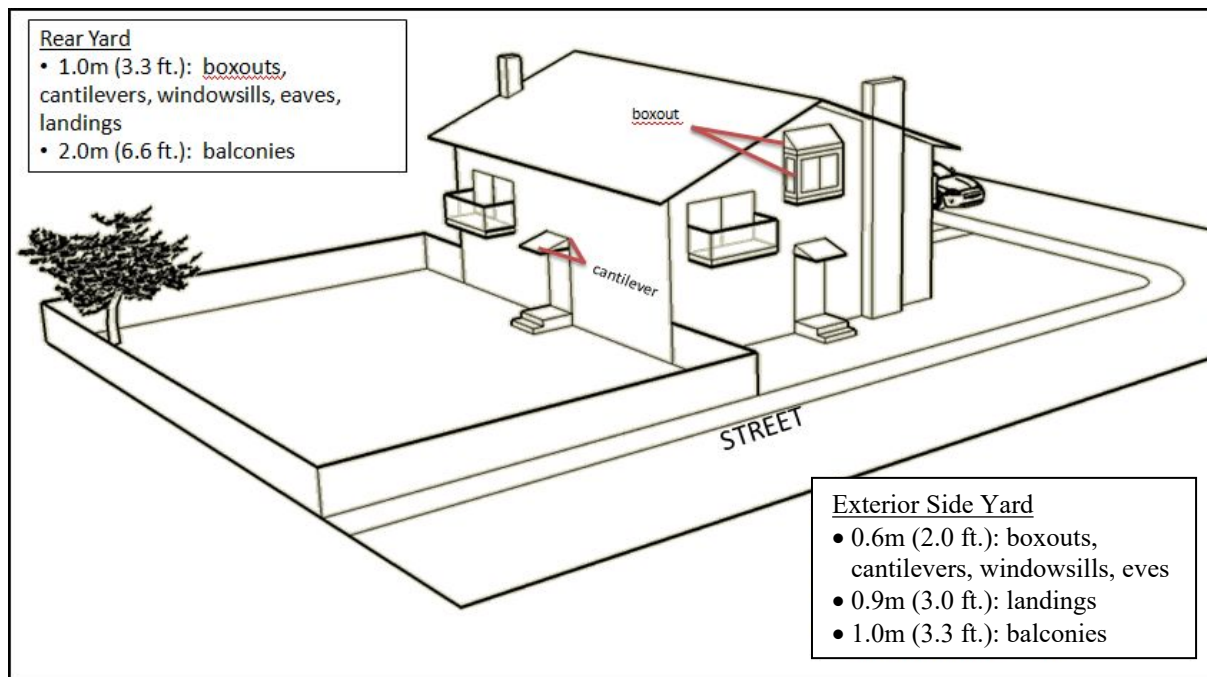 Rear Yard
• 1.0m (3.3 ft.): boxouts,
cantilevers, windowsills, eaves,
landings
• 2.0m (6.6 ft.): balconies
boxout
cantilever
STREET
Exterior Side Yard
• 0.6m (2.0 ft.): boxouts,
cantilevers, windowsills, eves
• 0.9m (3.0 ft.): landings
• 1.0m (3.3 ft.): balconies